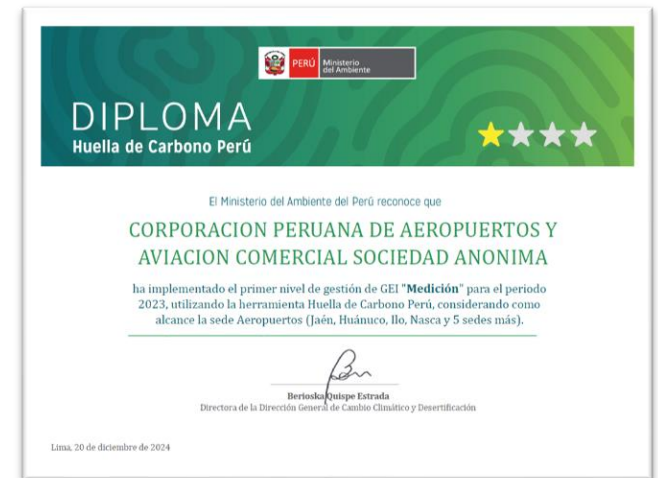 PERÚ
Ministerio
del Ambiente
DIPLOMA
Huella de Carbono Perú
El Ministerio del Ambiente del Perú reconoce que
CORPORACION PERUANA DE AEROPUERTOS Y
AVIACION COMERCIAL SOCIEDAD ANONIMA
ha implementado el primer nivel de gestión de GEI "Medición" para el periodo
2023, utilizando la herramienta Huella de Carbono Perú, considerando como
alcance la sede Aeropuertos (Jaén, Huánuco, Ilo, Nasca y 5 sedes más).
Berioska Quispe Estrada
Directora de la Dirección General de Cambio Climático y Desertificación
Lima, 20 de diciembre de 2024